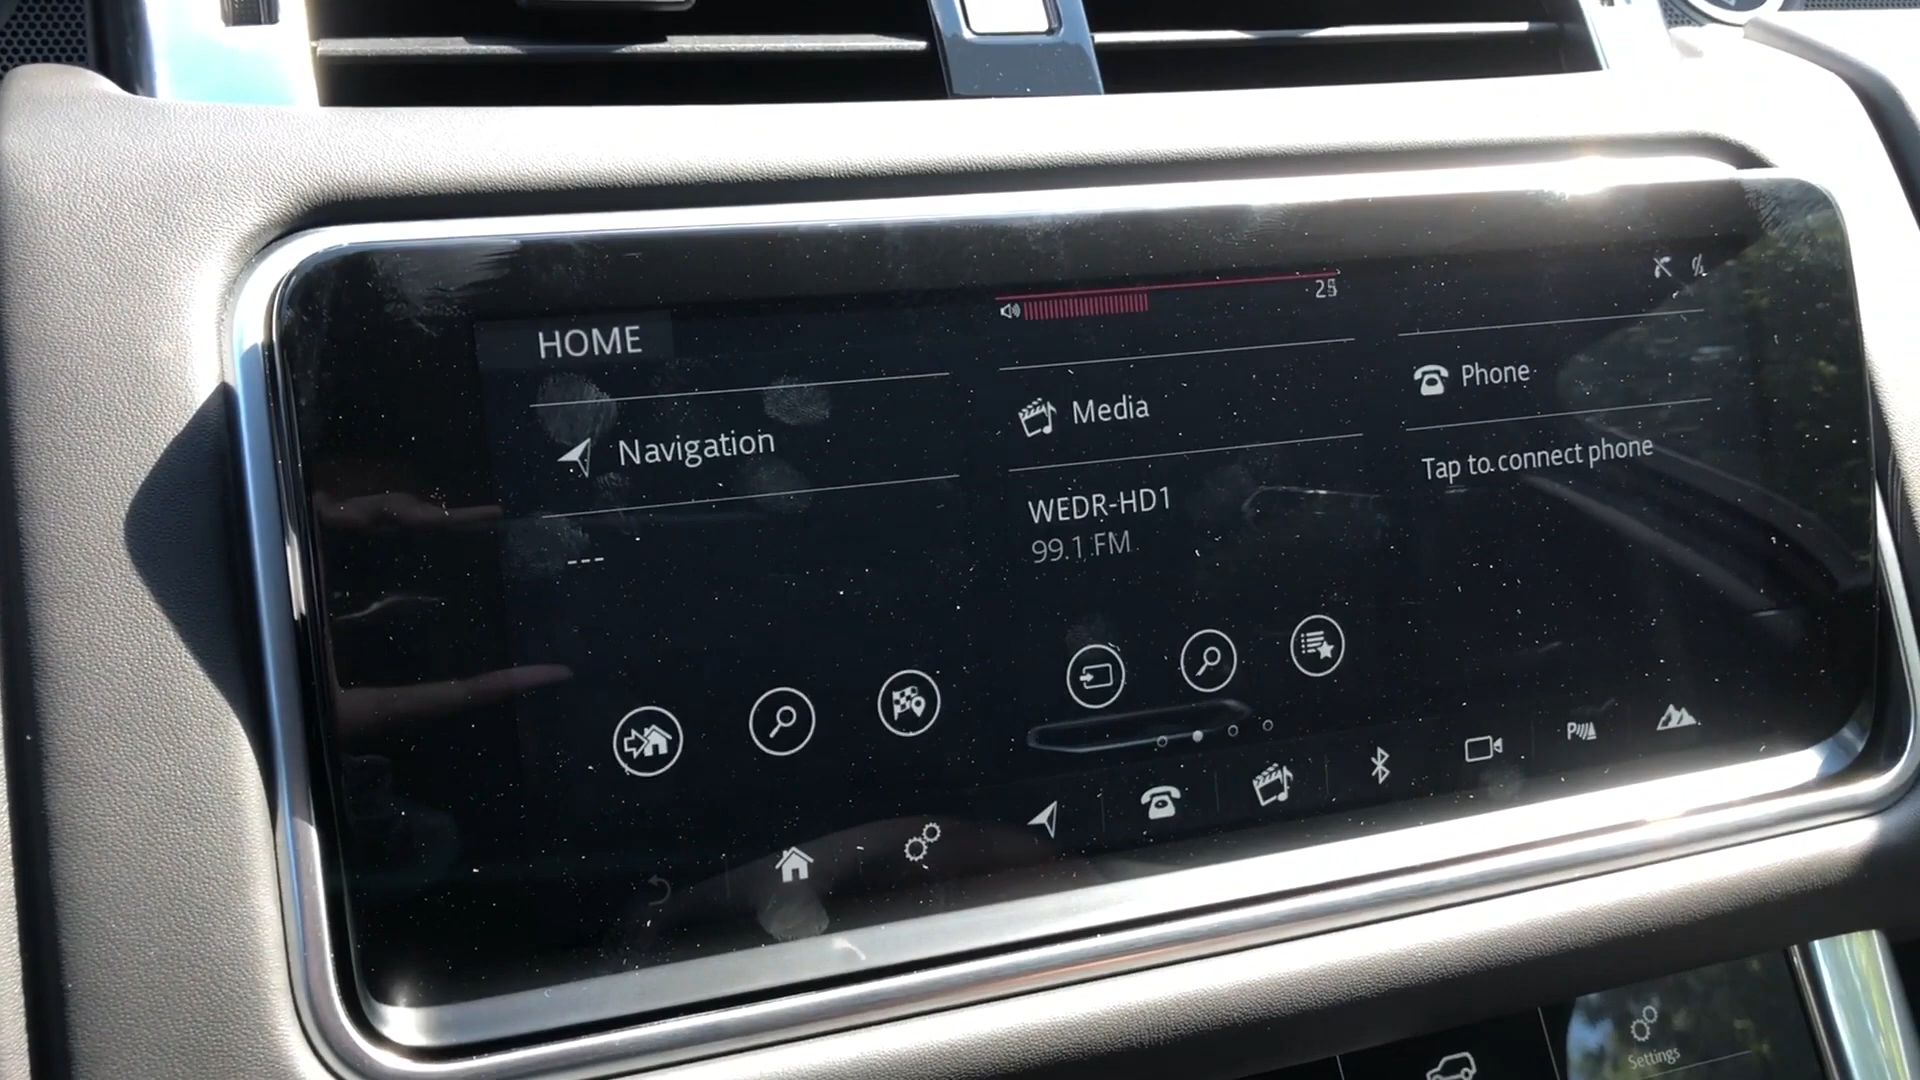 25
HOME
Navigation
---
Media
WEDR-HD1
99.1 FM
Phone
Tap to connect phone
P
Settings